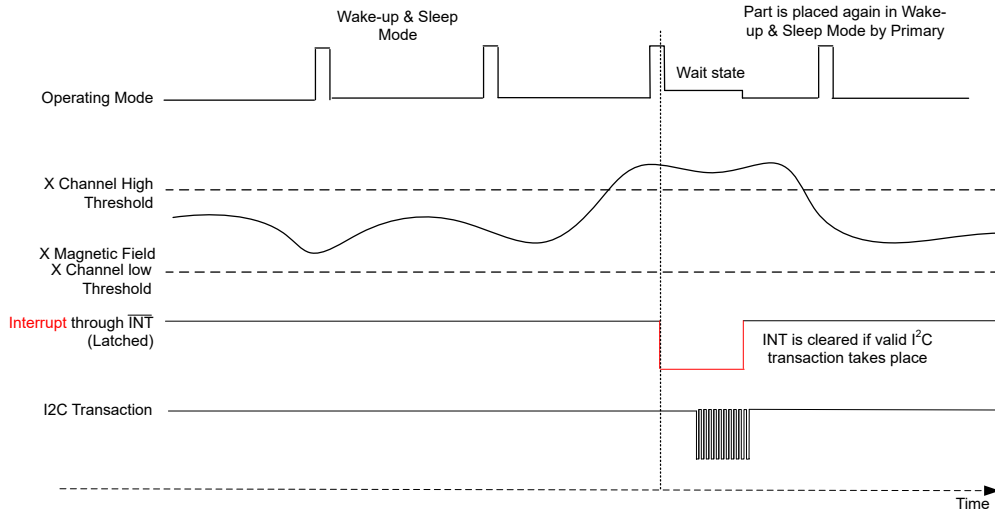 Wake-up & Sleep
Mode
Part is placed again in Wake-
up & Sleep Mode by Primary
Wait state
Operating Mode
X Channel High
Threshold
X Magnetic Field
X Channel low
Threshold
Interrupt through INT
(Latched)
INT is cleared if valid I²C
transaction takes place
I2C Transaction
Time